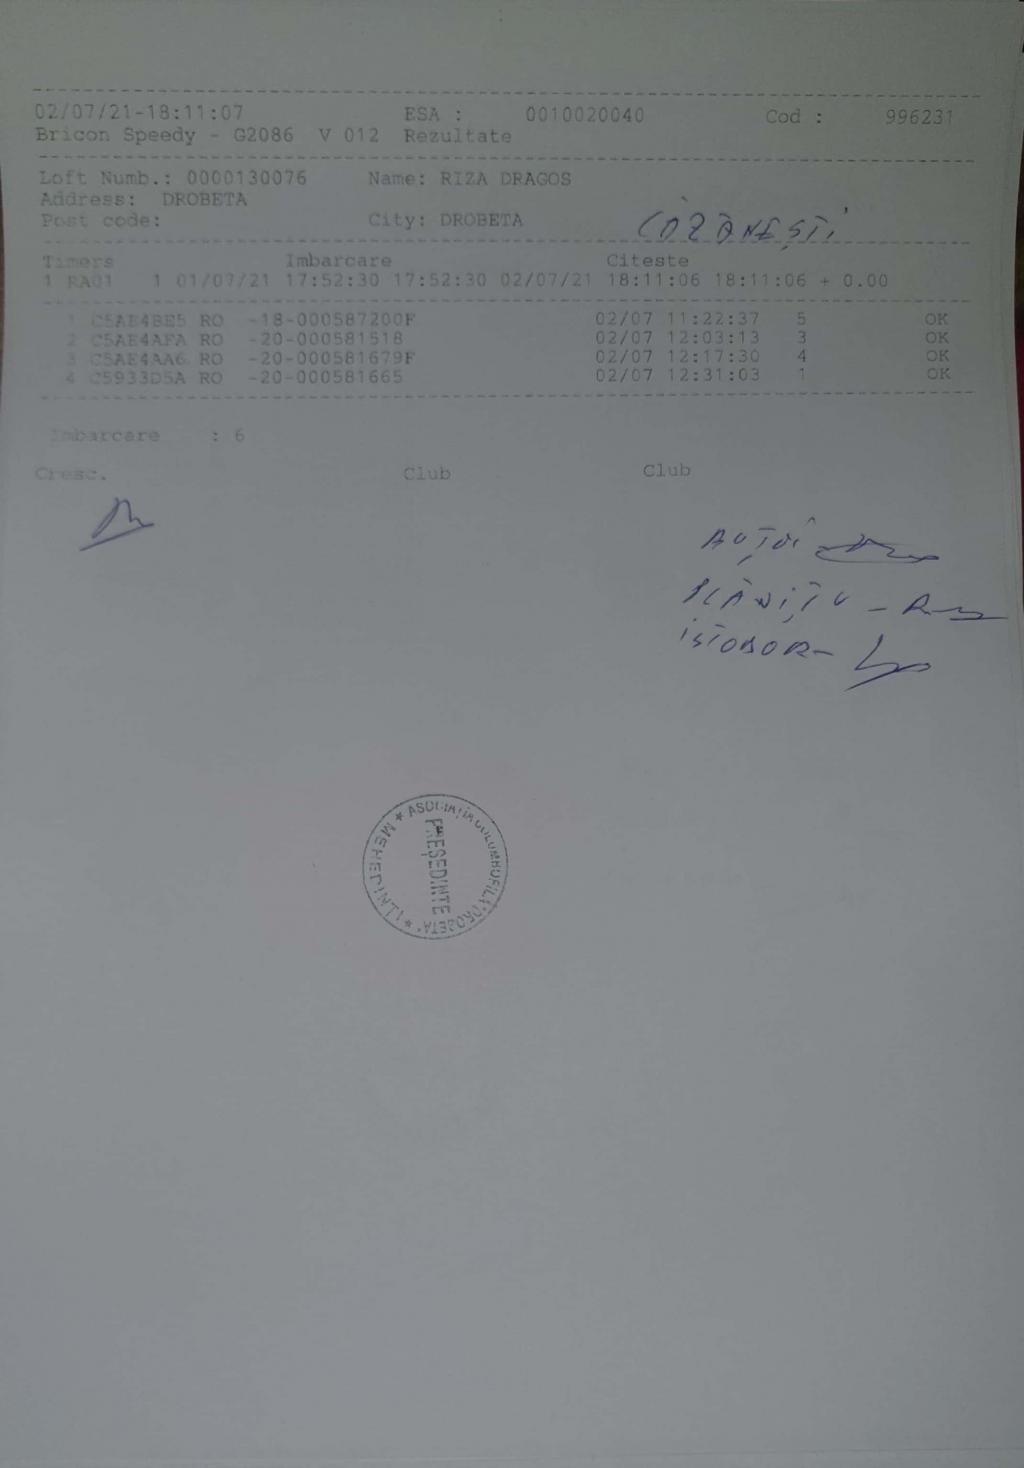 02/07/21-18:11:07 ESA : 0010020040 Cod : 996231
Bricon Speedy - G2086 V 012 Rezultate
Loft Numb.: 0000130076 Name: RIZA DRAGOS
Address: DROBETA
Post code: City: DROBETA
CĂZĂNEȘTI
Timers Imbarcare Citeste
1 RA01 1 01/07/21 17:52:30 17:52:30 02/07/21 18:11:06 18:11:06 + 0.00
1 C5AE4BE5 RO -18-000587200F 02/07 11:22:37 5 OK
2 C5AE4AFA RO -20-000581518 02/07 12:03:13 3 OK
3 C5AE4AA6 RO -20-000581679F 02/07 12:17:30 4 OK
4 C5933D5A RO -20-000581665 02/07 12:31:03 1 OK
Imbarcare : 6
Cresc. Club Club
ISTODOR-
ASOCIAȚIA COLUMBOFILĂ "DROBETA" * MEHEDINȚI *
PREȘEDINTE